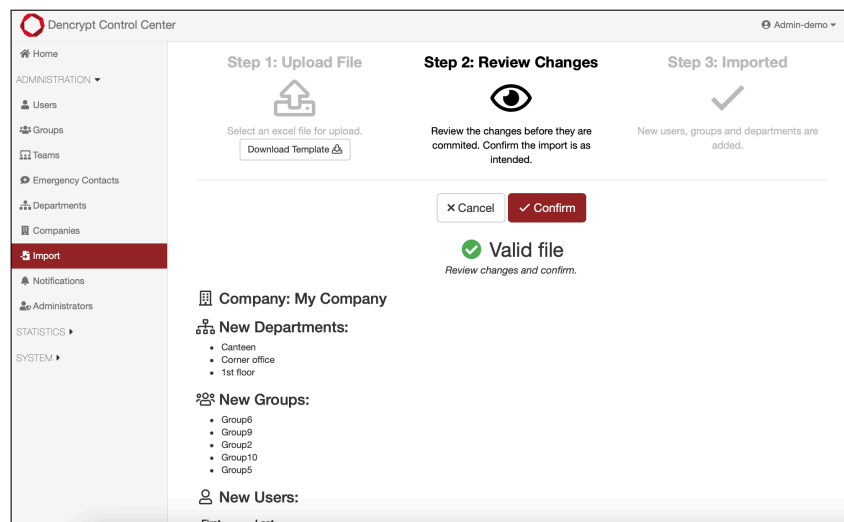 Dencrypt Control Center
Admin-demo
Home
ADMINISTRATION
Users
Groups
Teams
Emergency Contacts
Departments
Companies
Import
Notifications
Administrators
STATISTICS
SYSTEM
Step 1: Upload File
Select an excel file for upload.
Download Template
Step 2: Review Changes
Review the changes before they are
commited. Confirm the import is as
intended.
Step 3: Imported
New users, groups and departments are
added.
Cancel
Confirm
Valid file
Review changes and confirm.
Company: My Company
New Departments:
• Canteen
• Corner office
• 1st floor
New Groups:
• Group6
• Group9
• Group2
• Group10
• Group5
New Users: